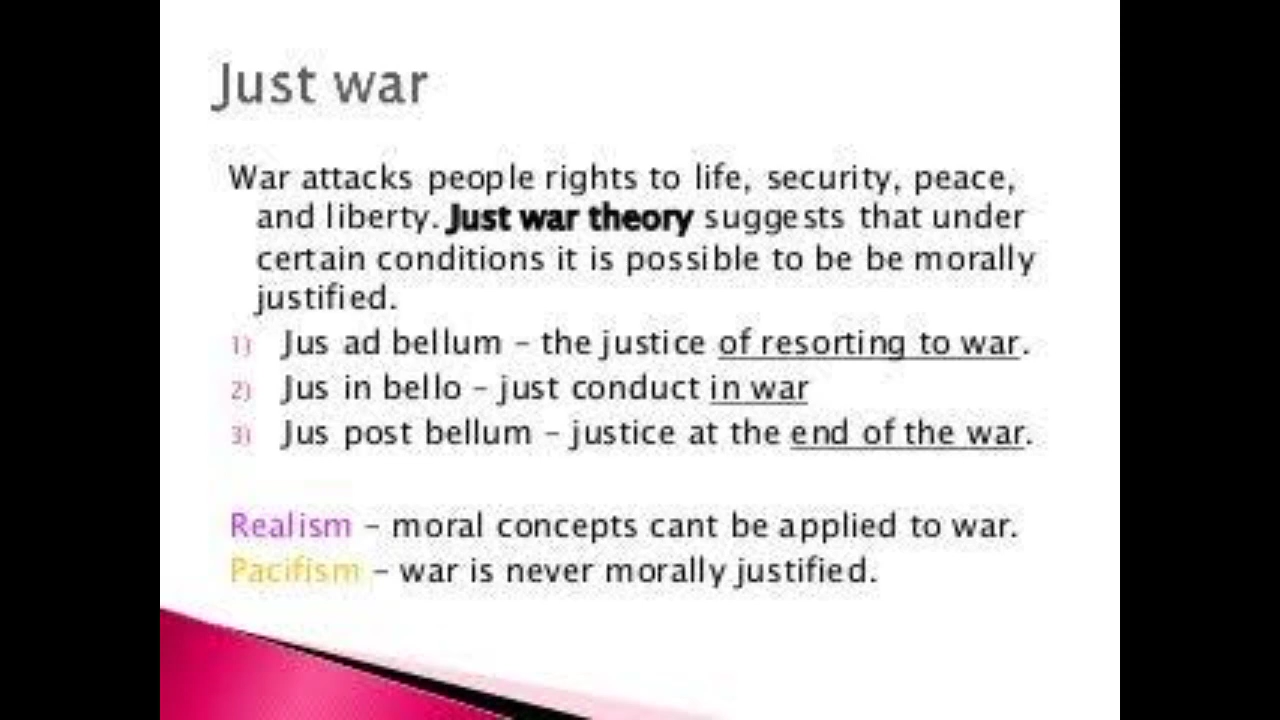 Just war
War attacks people rights to life, security, peace,
and liberty. Just war theory suggests that under
certain conditions it is possible to be be morally
justified.
1) Jus ad bellum – the justice of resorting to war.
2) Jus in bello – just conduct in war
3) Jus post bellum – justice at the end of the war.
Realism – moral concepts cant be applied to war.
Pacifism – war is never morally justified.